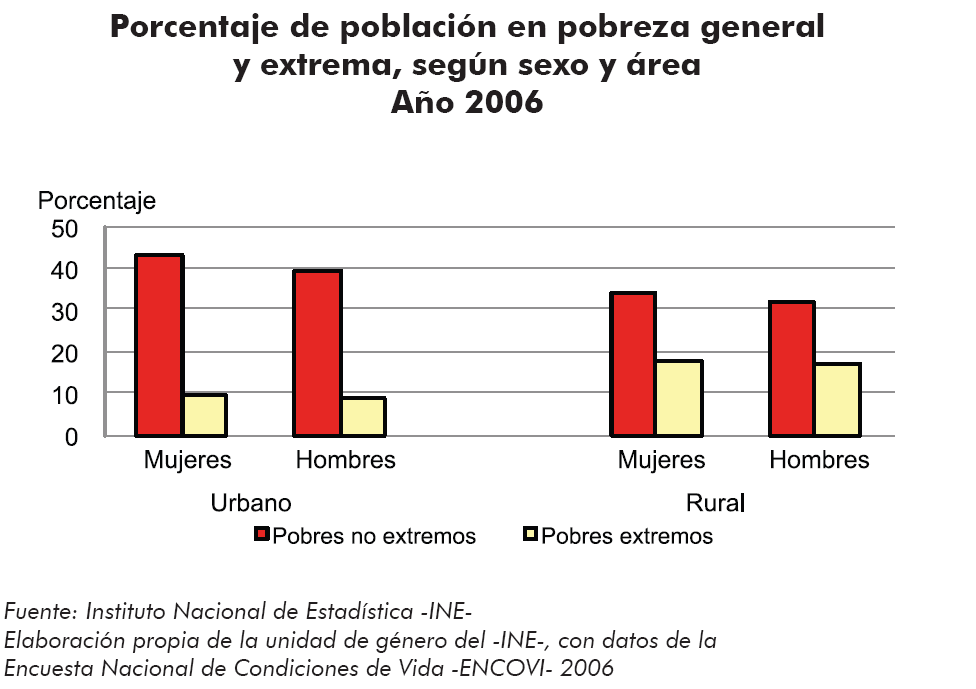 Porcentaje de población en pobreza general
y extrema, según sexo y área
Año 2006
Porcentaje
50
40
30
20
10
0
Mujeres Hombres Mujeres Hombres
Urbano Rural
Pobres no extremos Pobres extremos
Fuente: Instituto Nacional de Estadística -INE-
Elaboración propia de la unidad de género del -INE-, con datos de la
Encuesta Nacional de Condiciones de Vida -ENCOVI- 2006